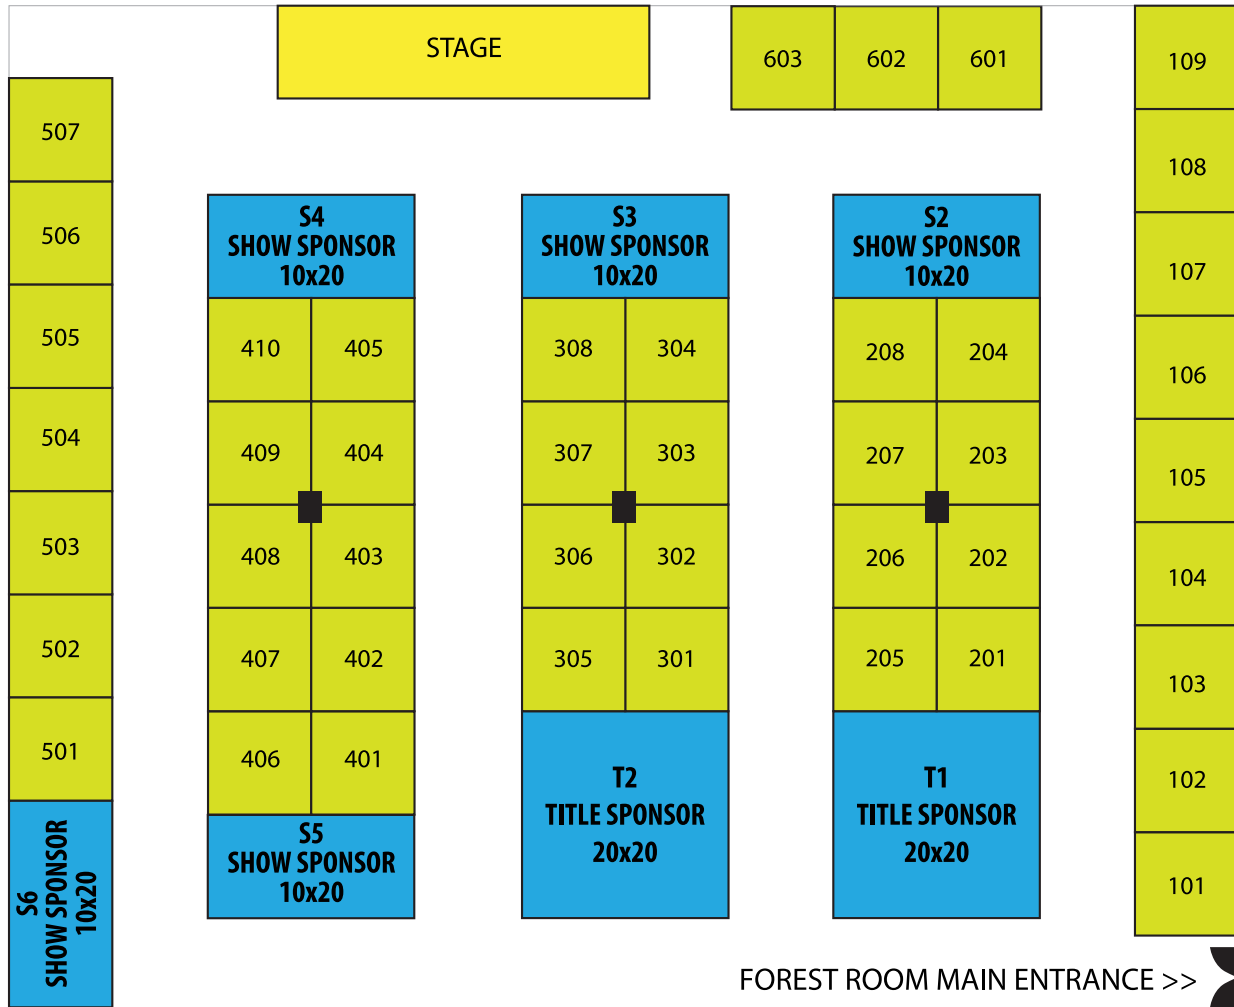 STAGE
603
602
601
109
507
108
506
S4
SHOW SPONSOR
10x20
S3
SHOW SPONSOR
10x20
S2
SHOW SPONSOR
10x20
107
505
410
405
308
304
208
204
106
504
409
404
307
303
207
203
105
503
408
403
306
302
206
202
104
502
407
402
305
301
205
201
103
501
406
401
T2
TITLE SPONSOR
20x20
T1
TITLE SPONSOR
20x20
102
S6
SHOW SPONSOR
10x20
S5
SHOW SPONSOR
10x20
101
FOREST ROOM MAIN ENTRANCE >>